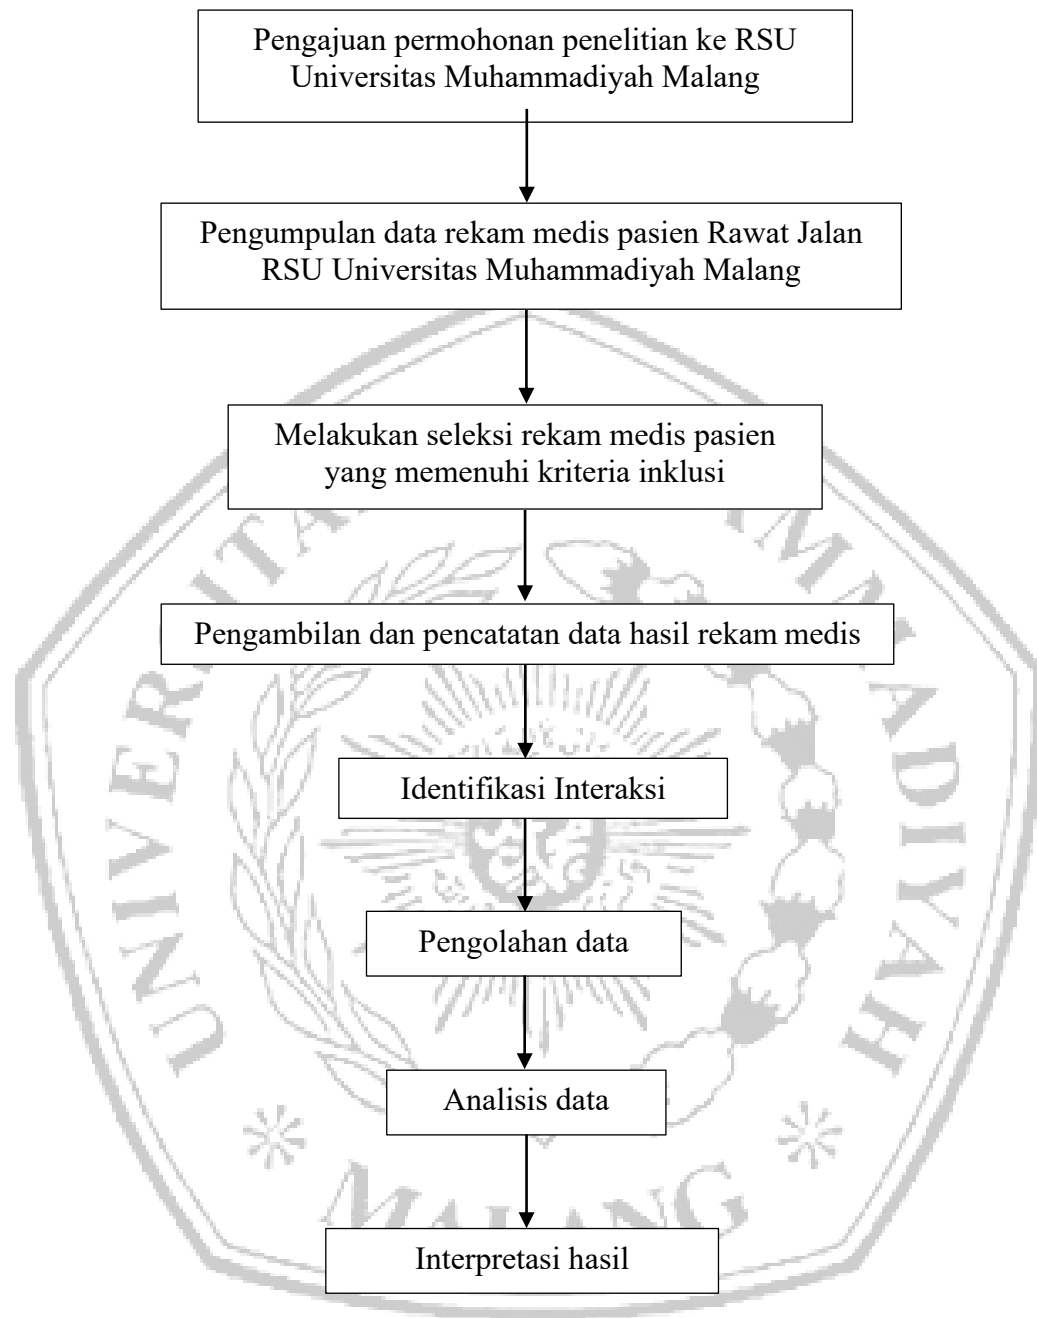 Pengajuan permohonan penelitian ke RSU
Universitas Muhammadiyah Malang
Pengumpulan data rekam medis pasien Rawat Jalan
RSU Universitas Muhammadiyah Malang
Melakukan seleksi rekam medis pasien
yang memenuhi kriteria inklusi
Pengambilan dan pencatatan data hasil rekam medis
Identifikasi Interaksi
Pengolahan data
Analisis data
MALANG
Interpretasi hasil